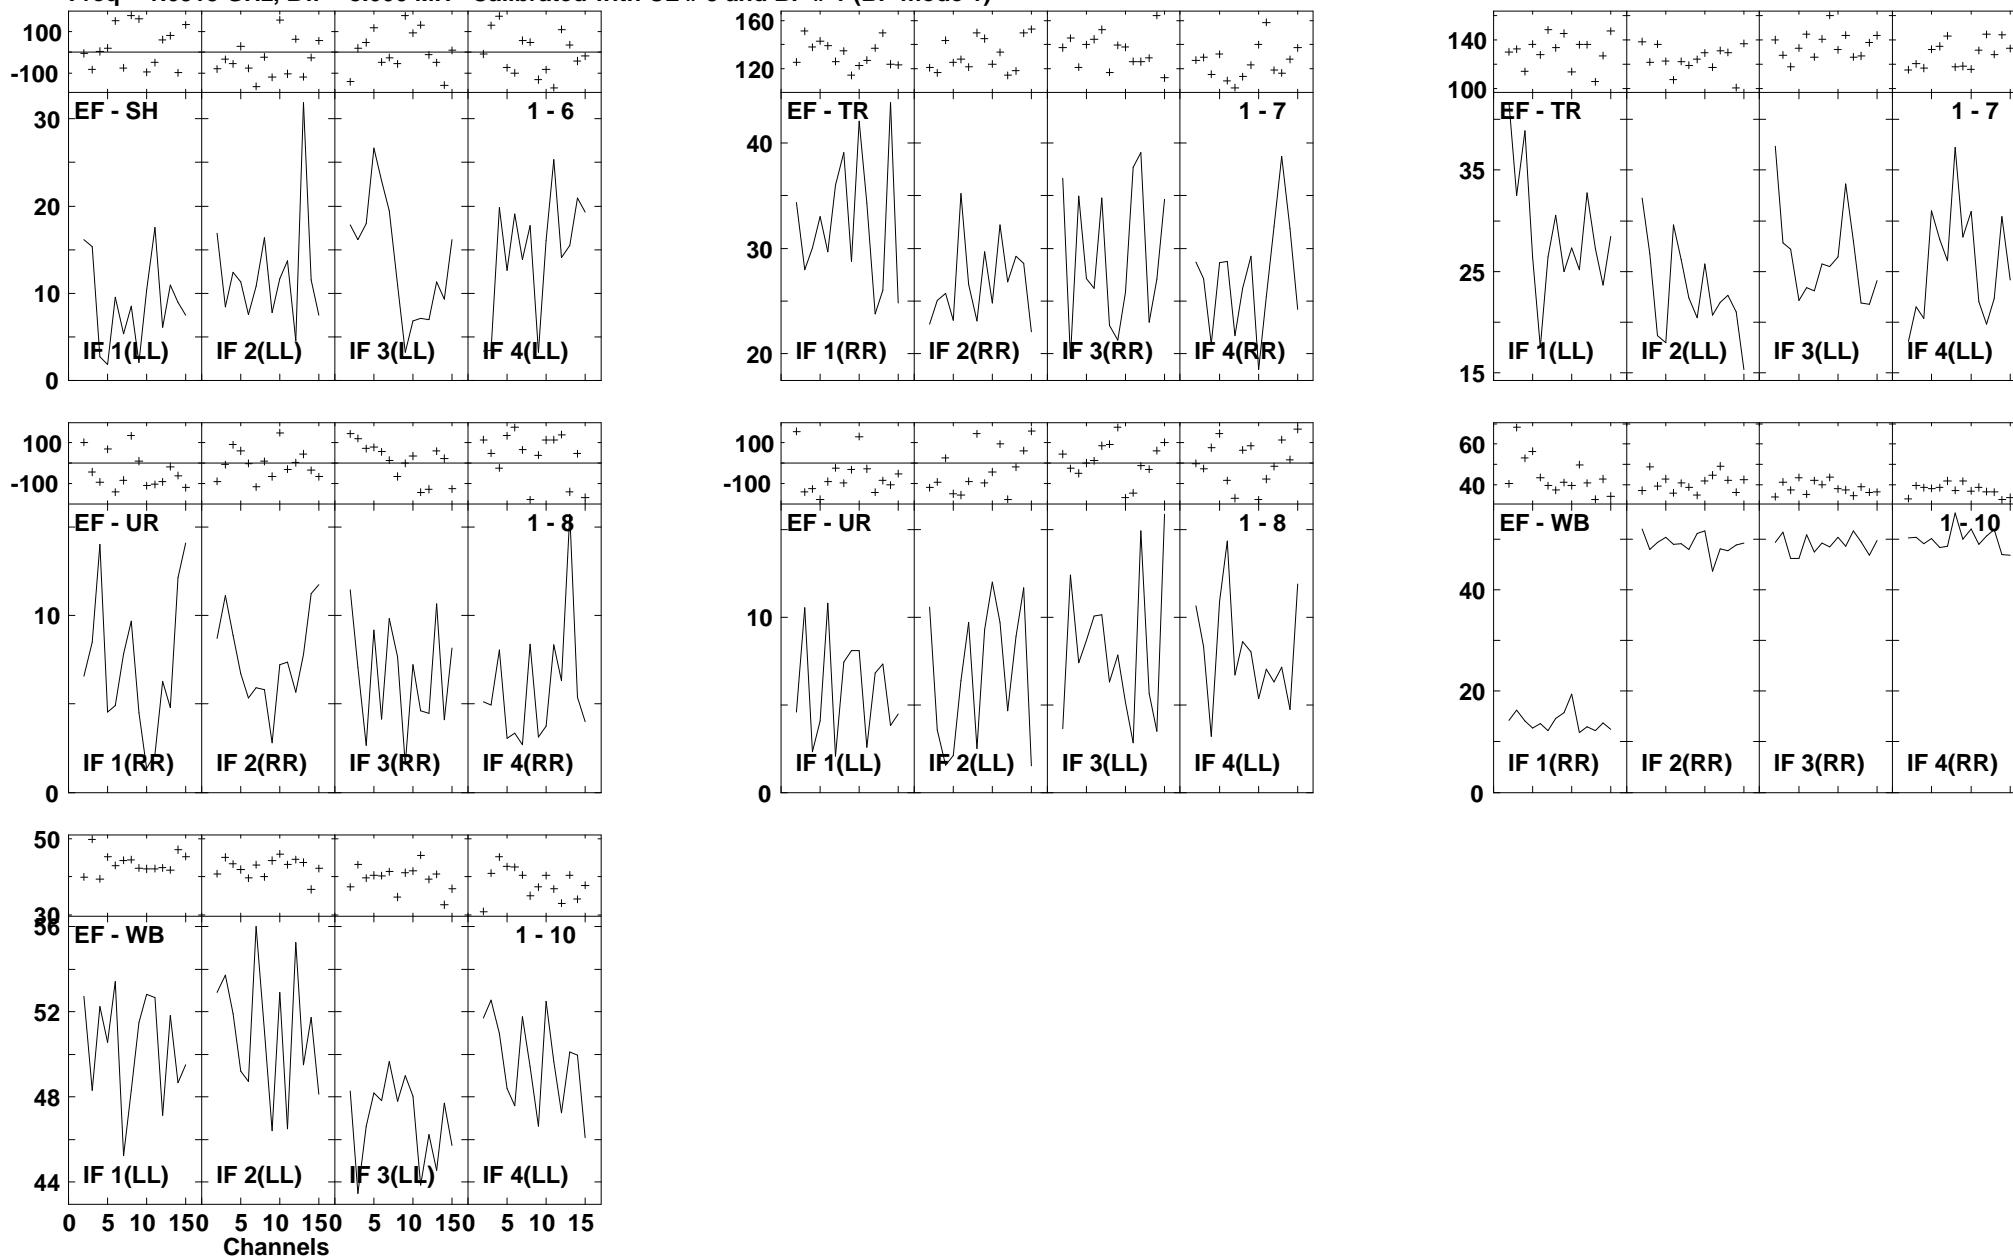 100
-100
EF - SH
1 - 6
30
20
10
0
IF 1(LL)
IF 2(LL)
IF 3(LL)
IF 4(LL)
160
120
EF - TR
1 - 7
40
30
20
IF 1(RR)
IF 2(RR)
IF 3(RR)
IF 4(RR)
140
100
EF - TR
1 - 7
35
25
15
IF 1(LL)
IF 2(LL)
IF 3(LL)
IF 4(LL)
100
-100
EF - UR
1 - 8
10
0
IF 1(RR)
IF 2(RR)
IF 3(RR)
IF 4(RR)
100
-100
EF - UR
1 - 8
10
0
IF 1(LL)
IF 2(LL)
IF 3(LL)
IF 4(LL)
60
40
EF - WB
1 - 10
40
20
0
IF 1(RR)
IF 2(RR)
IF 3(RR)
IF 4(RR)
50
30
56
EF - WB
1 - 10
52
48
44
IF 1(LL)
IF 2(LL)
IF 3(LL)
IF 4(LL)
0 5 10 150 5 10 150 5 10 150 5 10 15
Channels